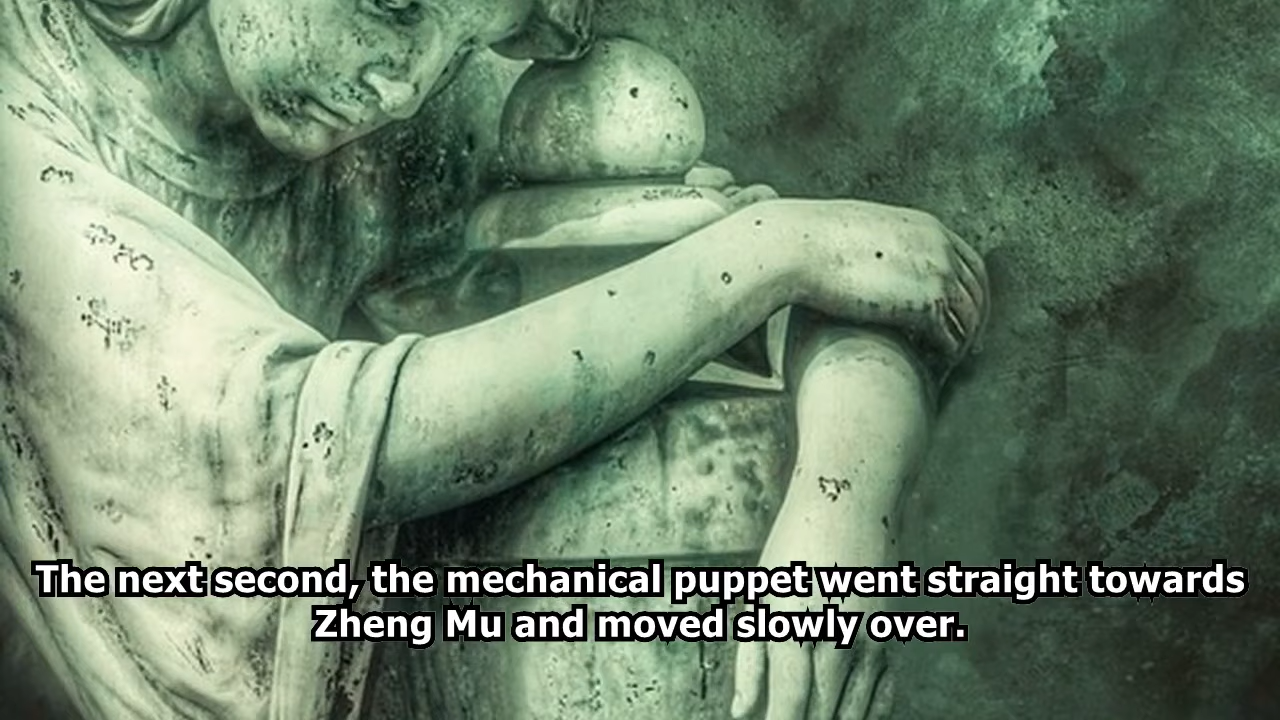 The next second, the mechanical puppet went straight towards
Zheng Mu and moved slowly over.